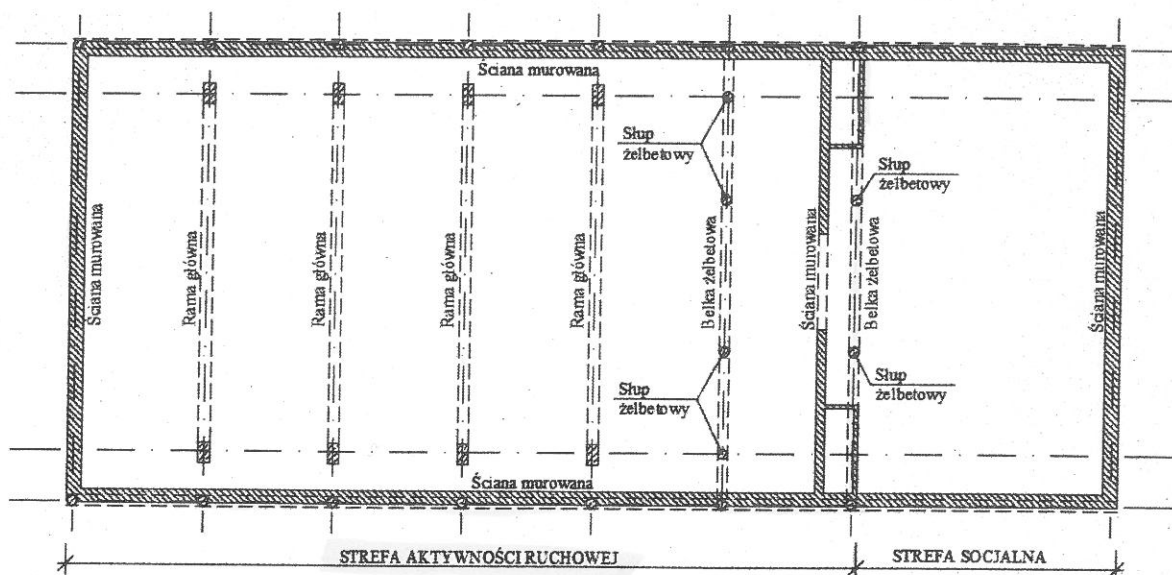 Ściana murowana
Słup
żelbetowy
Słup
żelbetowy
Ściana murowana
Rama główna
Rama główna
Rama główna
Rama główna
Belka żelbetowa
Ściana murowana
Belka żelbetowa
Ściana murowana
Słup
żelbetowy
Słup
żelbetowy
Ściana murowana
STREFA AKTYWNOŚCI RUCHOWEJ
STREFA SOCJALNA